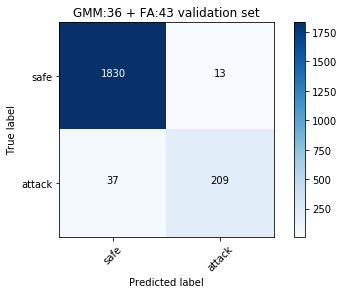 GMM:36 + FA:43 validation set
True label
safe
attack
1830
13
37
209
safe
attack
Predicted label
1750
1500
1250
1000
750
500
250